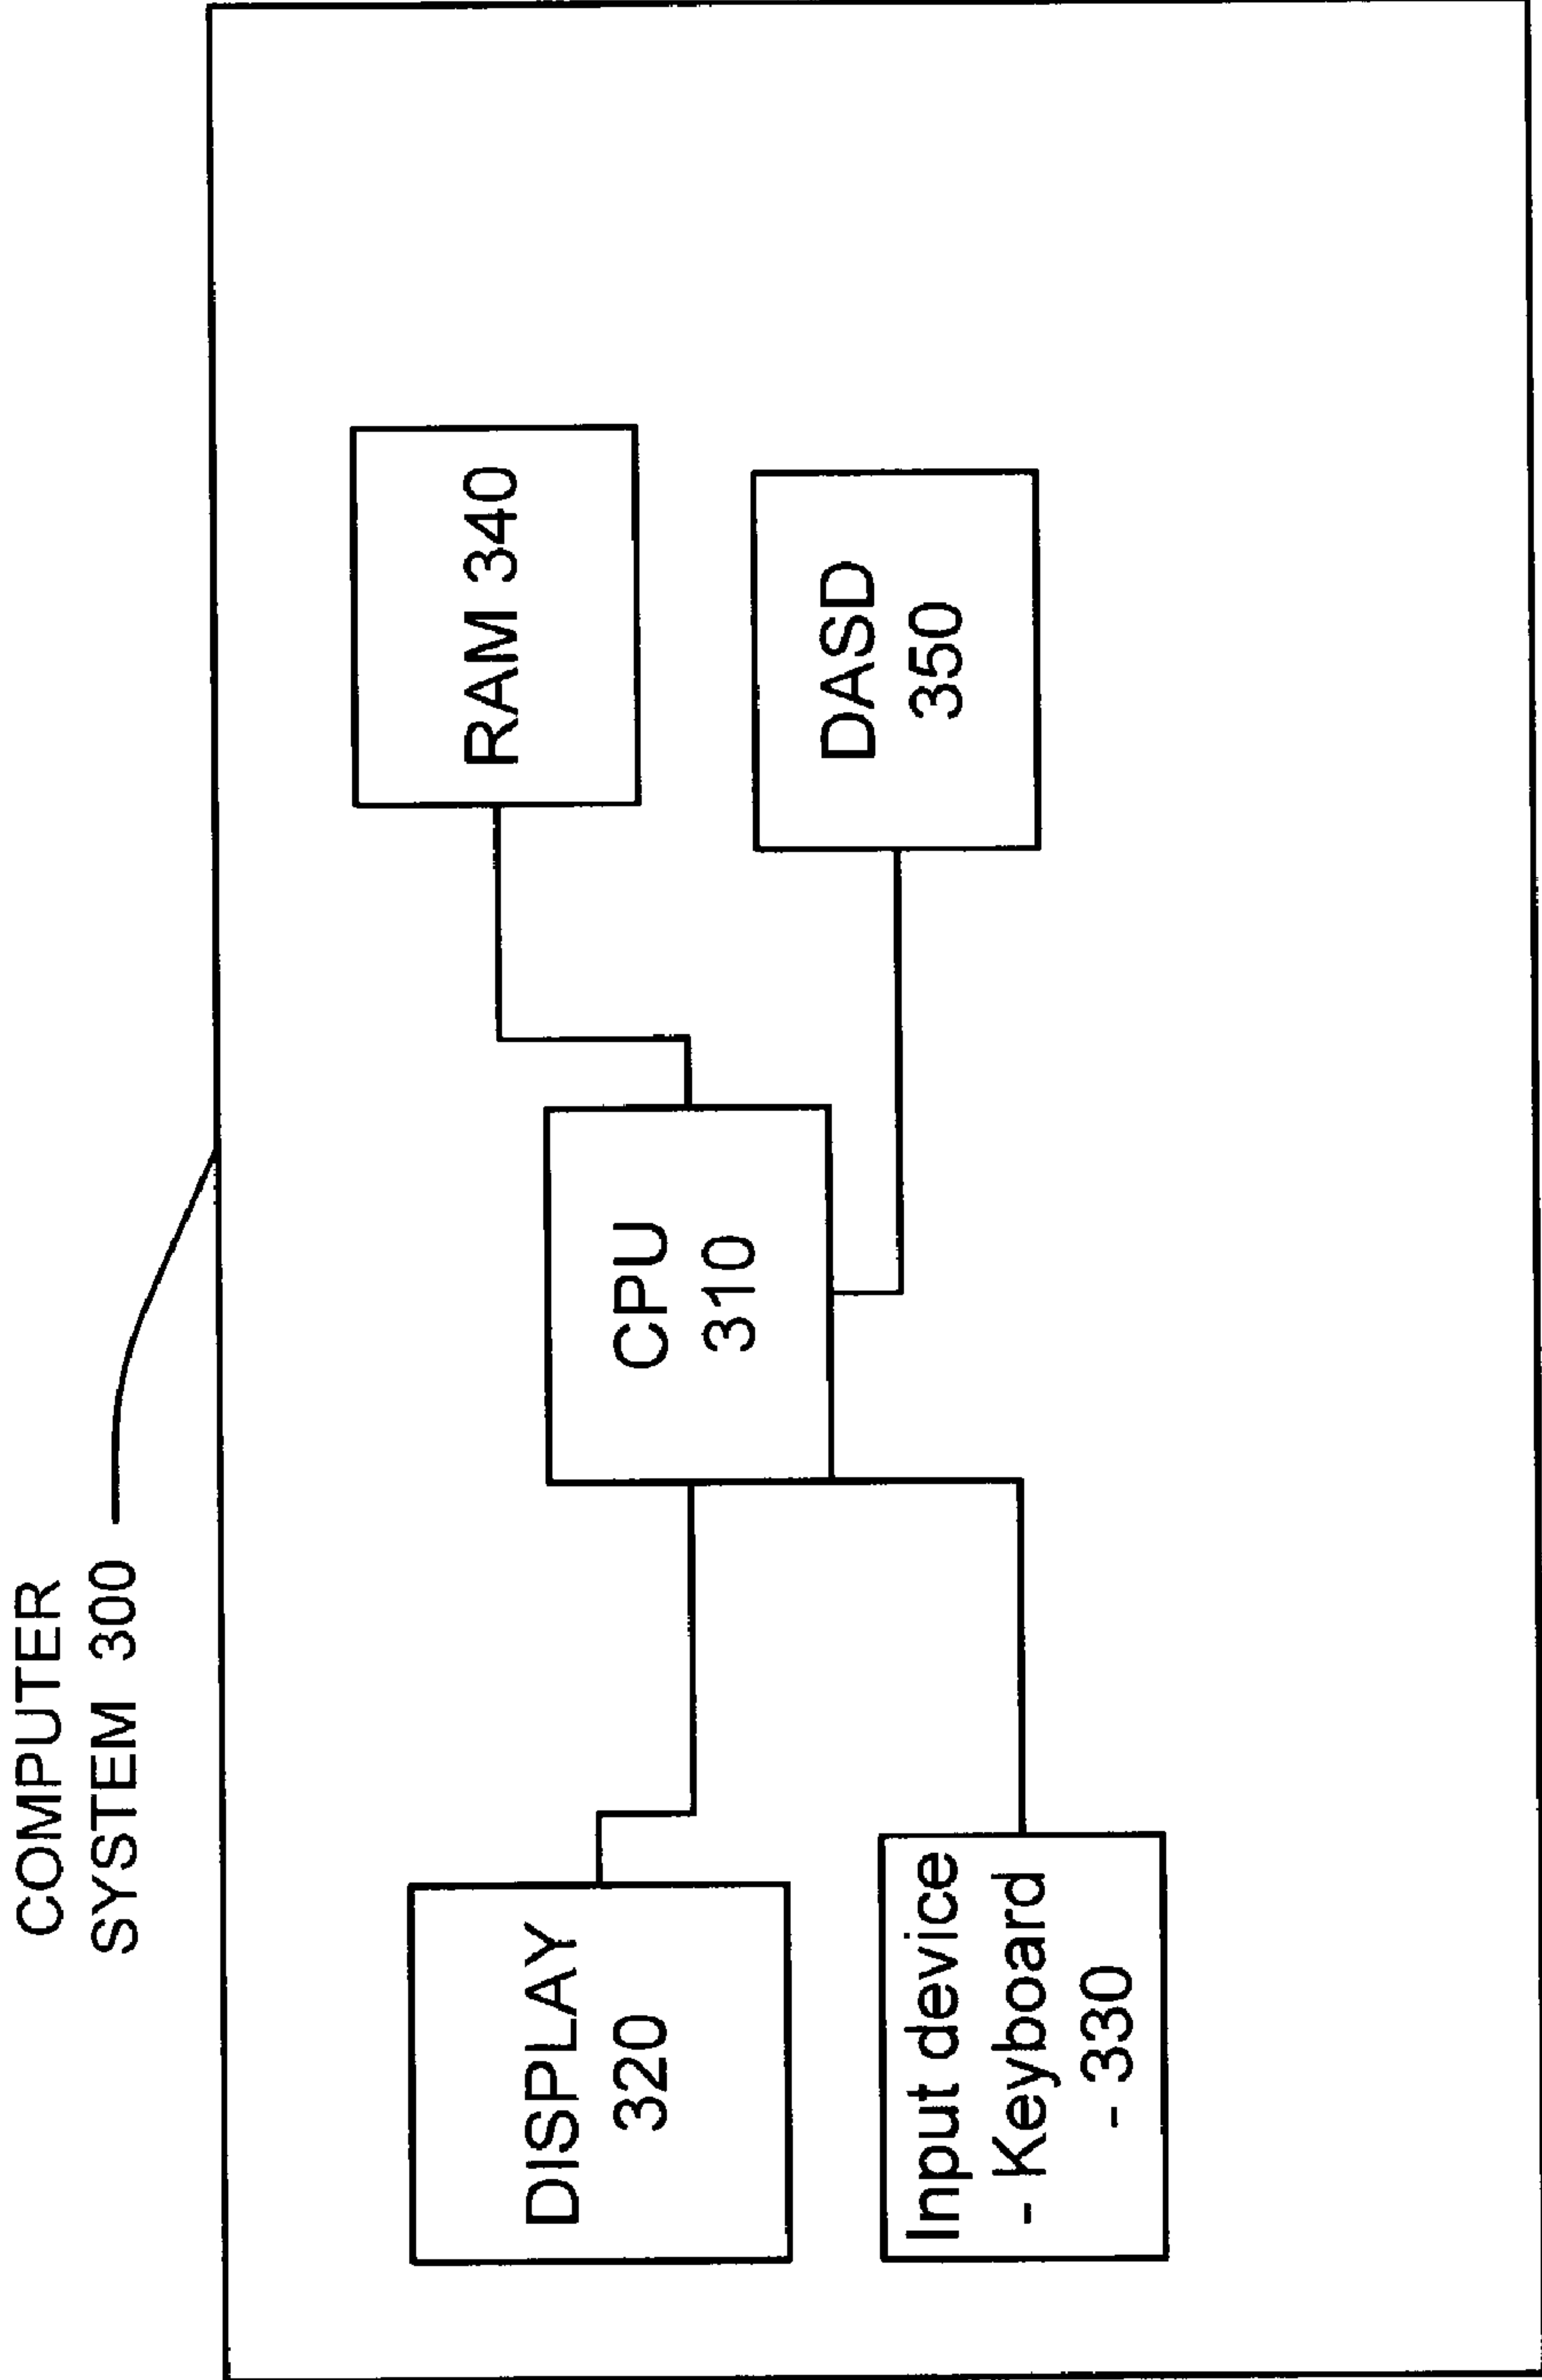 COMPUTER
SYSTEM 300
DISPLAY
320
Input device
- Keyboard
- 330
CPU
310
RAM 340
DASD
350